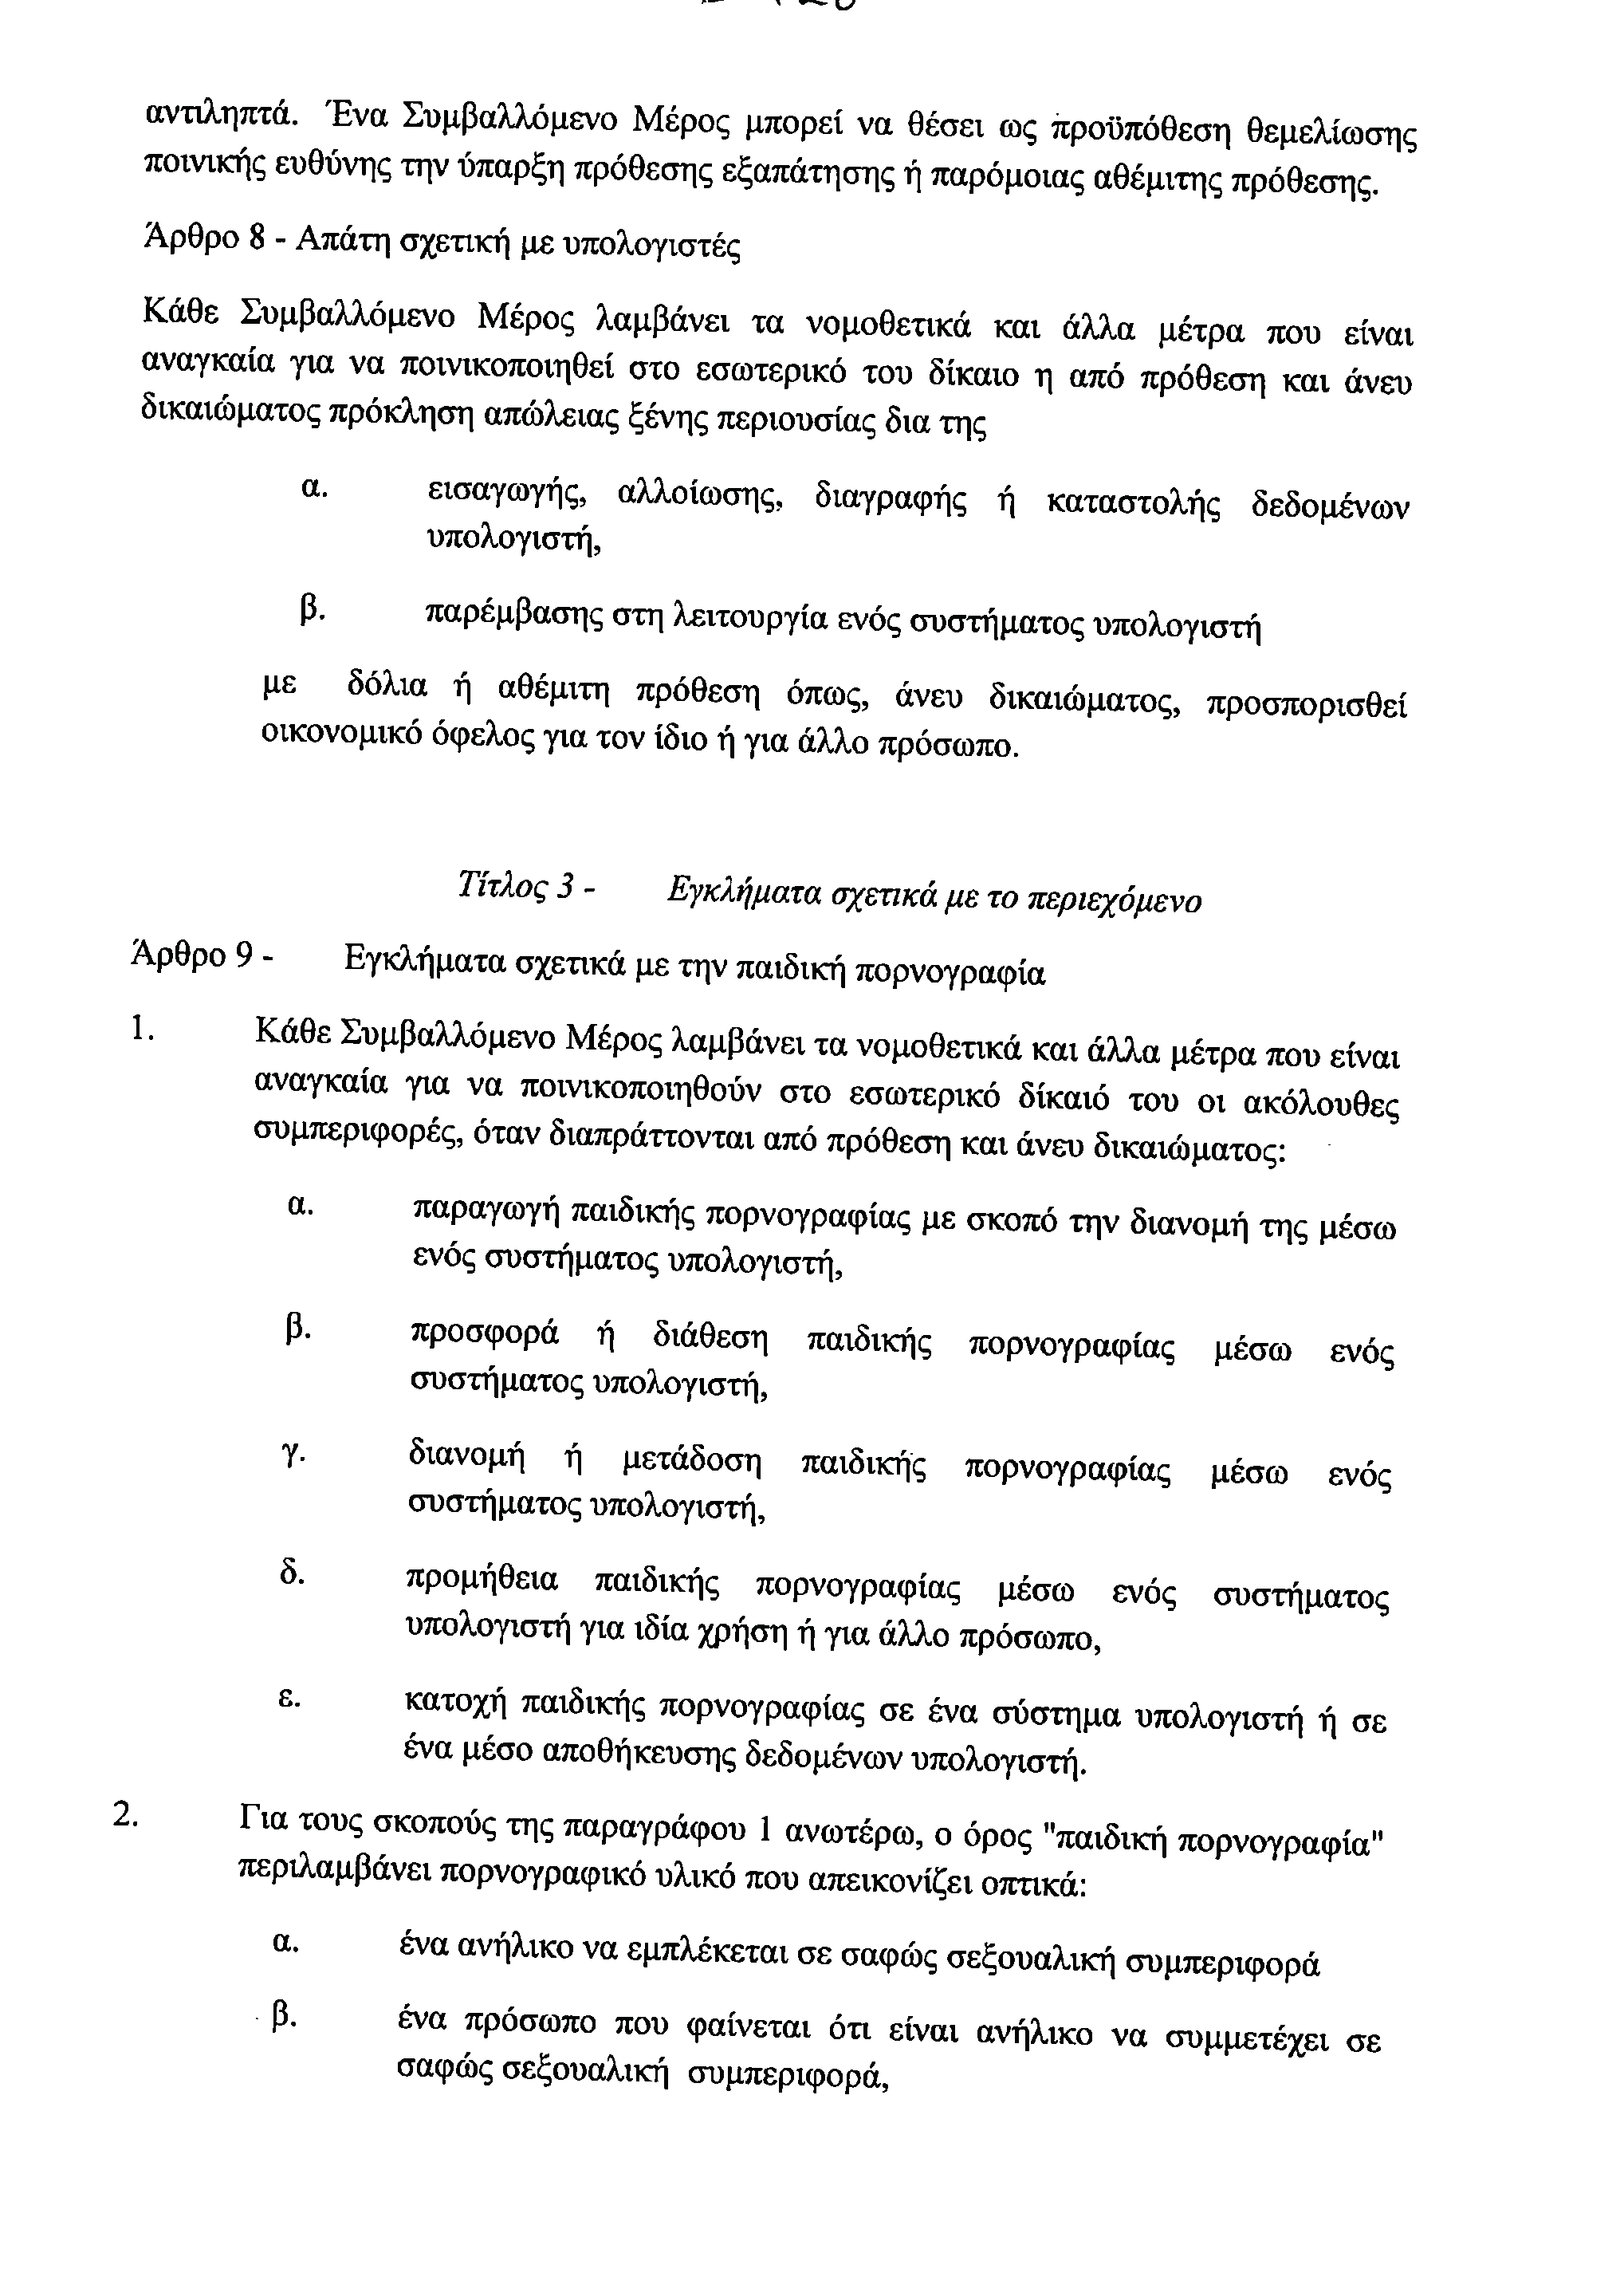 αντιληπτά. Ένα Συμβαλλόμενο Μέρος μπορεί να θέσει ως προϋπόθεση θεμελίωσης
ποινικής ευθύνης την ύπαρξη πρόθεσης εξαπάτησης ή παρόμοιας αθέμιτης πρόθεσης.
Άρθρο 8 - Απάτη σχετική με υπολογιστές
Κάθε Συμβαλλόμενο Μέρος λαμβάνει τα νομοθετικά και άλλα μέτρα που είναι
αναγκαία για να ποινικοποιηθεί στο εσωτερικό του δίκαιο η από πρόθεση και άνευ
δικαιώματος πρόκληση απώλειας ξένης περιουσίας δια της
α. εισαγωγής, αλλοίωσης, διαγραφής ή καταστολής δεδομένων
υπολογιστή,
β. παρέμβασης στη λειτουργία ενός συστήματος υπολογιστή
με δόλια ή αθέμιτη πρόθεση όπως, άνευ δικαιώματος, προσπορισθεί
οικονομικό όφελος για τον ίδιο ή για άλλο πρόσωπο.
Τίτλος 3 - Εγκλήματα σχετικά με το περιεχόμενο
Άρθρο 9 - Εγκλήματα σχετικά με την παιδική πορνογραφία
1. Κάθε Συμβαλλόμενο Μέρος λαμβάνει τα νομοθετικά και άλλα μέτρα που είναι
αναγκαία για να ποινικοποιηθούν στο εσωτερικό δίκαιό του οι ακόλουθες
συμπεριφορές, όταν διαπράττονται από πρόθεση και άνευ δικαιώματος:
α. παραγωγή παιδικής πορνογραφίας με σκοπό την διανομή της μέσω
ενός συστήματος υπολογιστή,
β. προσφορά ή διάθεση παιδικής πορνογραφίας μέσω ενός
συστήματος υπολογιστή,
γ. διανομή ή μετάδοση παιδικής πορνογραφίας μέσω ενός
συστήματος υπολογιστή,
δ. προμήθεια παιδικής πορνογραφίας μέσω ενός συστήματος
υπολογιστή για ιδία χρήση ή για άλλο πρόσωπο,
ε. κατοχή παιδικής πορνογραφίας σε ένα σύστημα υπολογιστή ή σε
ένα μέσο αποθήκευσης δεδομένων υπολογιστή.
2. Για τους σκοπούς της παραγράφου 1 ανωτέρω, ο όρος "παιδική πορνογραφία"
περιλαμβάνει πορνογραφικό υλικό που απεικονίζει οπτικά:
α. ένα ανήλικο να εμπλέκεται σε σαφώς σεξουαλική συμπεριφορά
β. ένα πρόσωπο που φαίνεται ότι είναι ανήλικο να συμμετέχει σε
σαφώς σεξουαλική συμπεριφορά,